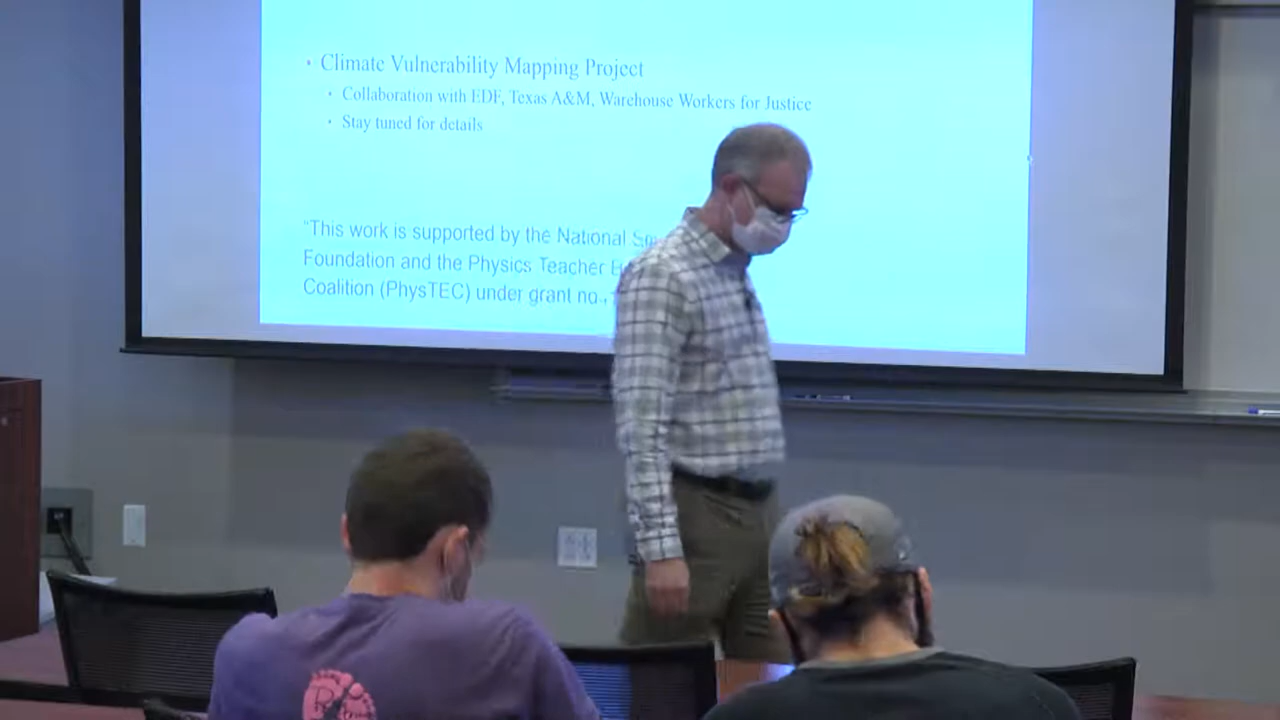 • Climate Vulnerability Mapping Project
• Collaboration with EDF, Texas A&M, Warehouse Workers for Justice
• Stay tuned for details
“This work is supported by the National
Foundation and the Physics Teacher
Coalition (PhysTEC) under grant no.